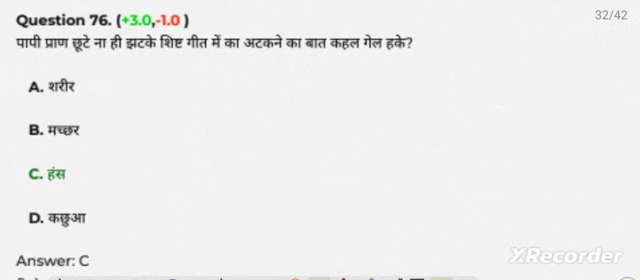 Question 76. (+3.0,-1.0 )
32/42
पापी प्राण छूटे ना ही झटके शिष्ट गीत में का अटकने का बात कहल गेल हके?
A. शरीर
B. मच्छर
C. हंस
D. कछुआ
Answer: C
XRecorder